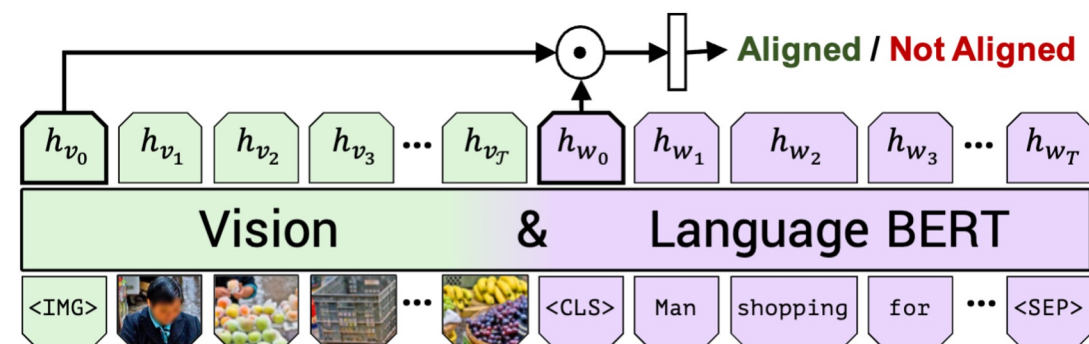 Aligned / Not Aligned
h_{v_0} h_{v_1} h_{v_2} h_{v_3} ••• h_{v_𝒯} h_{w_0} h_{w_1} h_{w_2} h_{w_3} ••• h_{w_T}
Vision & Language BERT
<IMG> ••• <CLS> Man shopping for ••• <SEP>